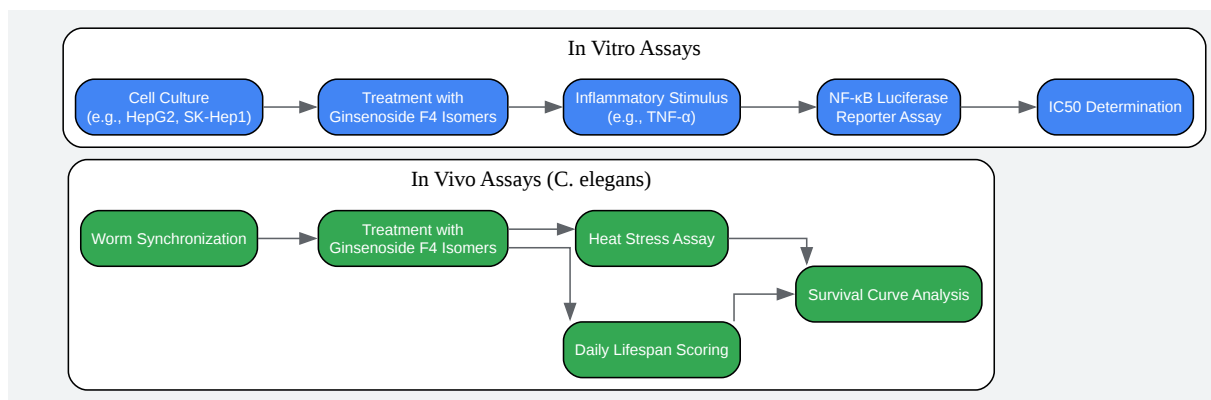 In Vitro Assays
Cell Culture
(e.g., HepG2, SK-Hep1)
Treatment with
Ginsenoside F4 Isomers
Inflammatory Stimulus
(e.g., TNF-α)
NF-κB Luciferase
Reporter Assay
IC50 Determination
In Vivo Assays (C. elegans)
Worm Synchronization
Treatment with
Ginsenoside F4 Isomers
Heat Stress Assay
Daily Lifespan Scoring
Survival Curve Analysis